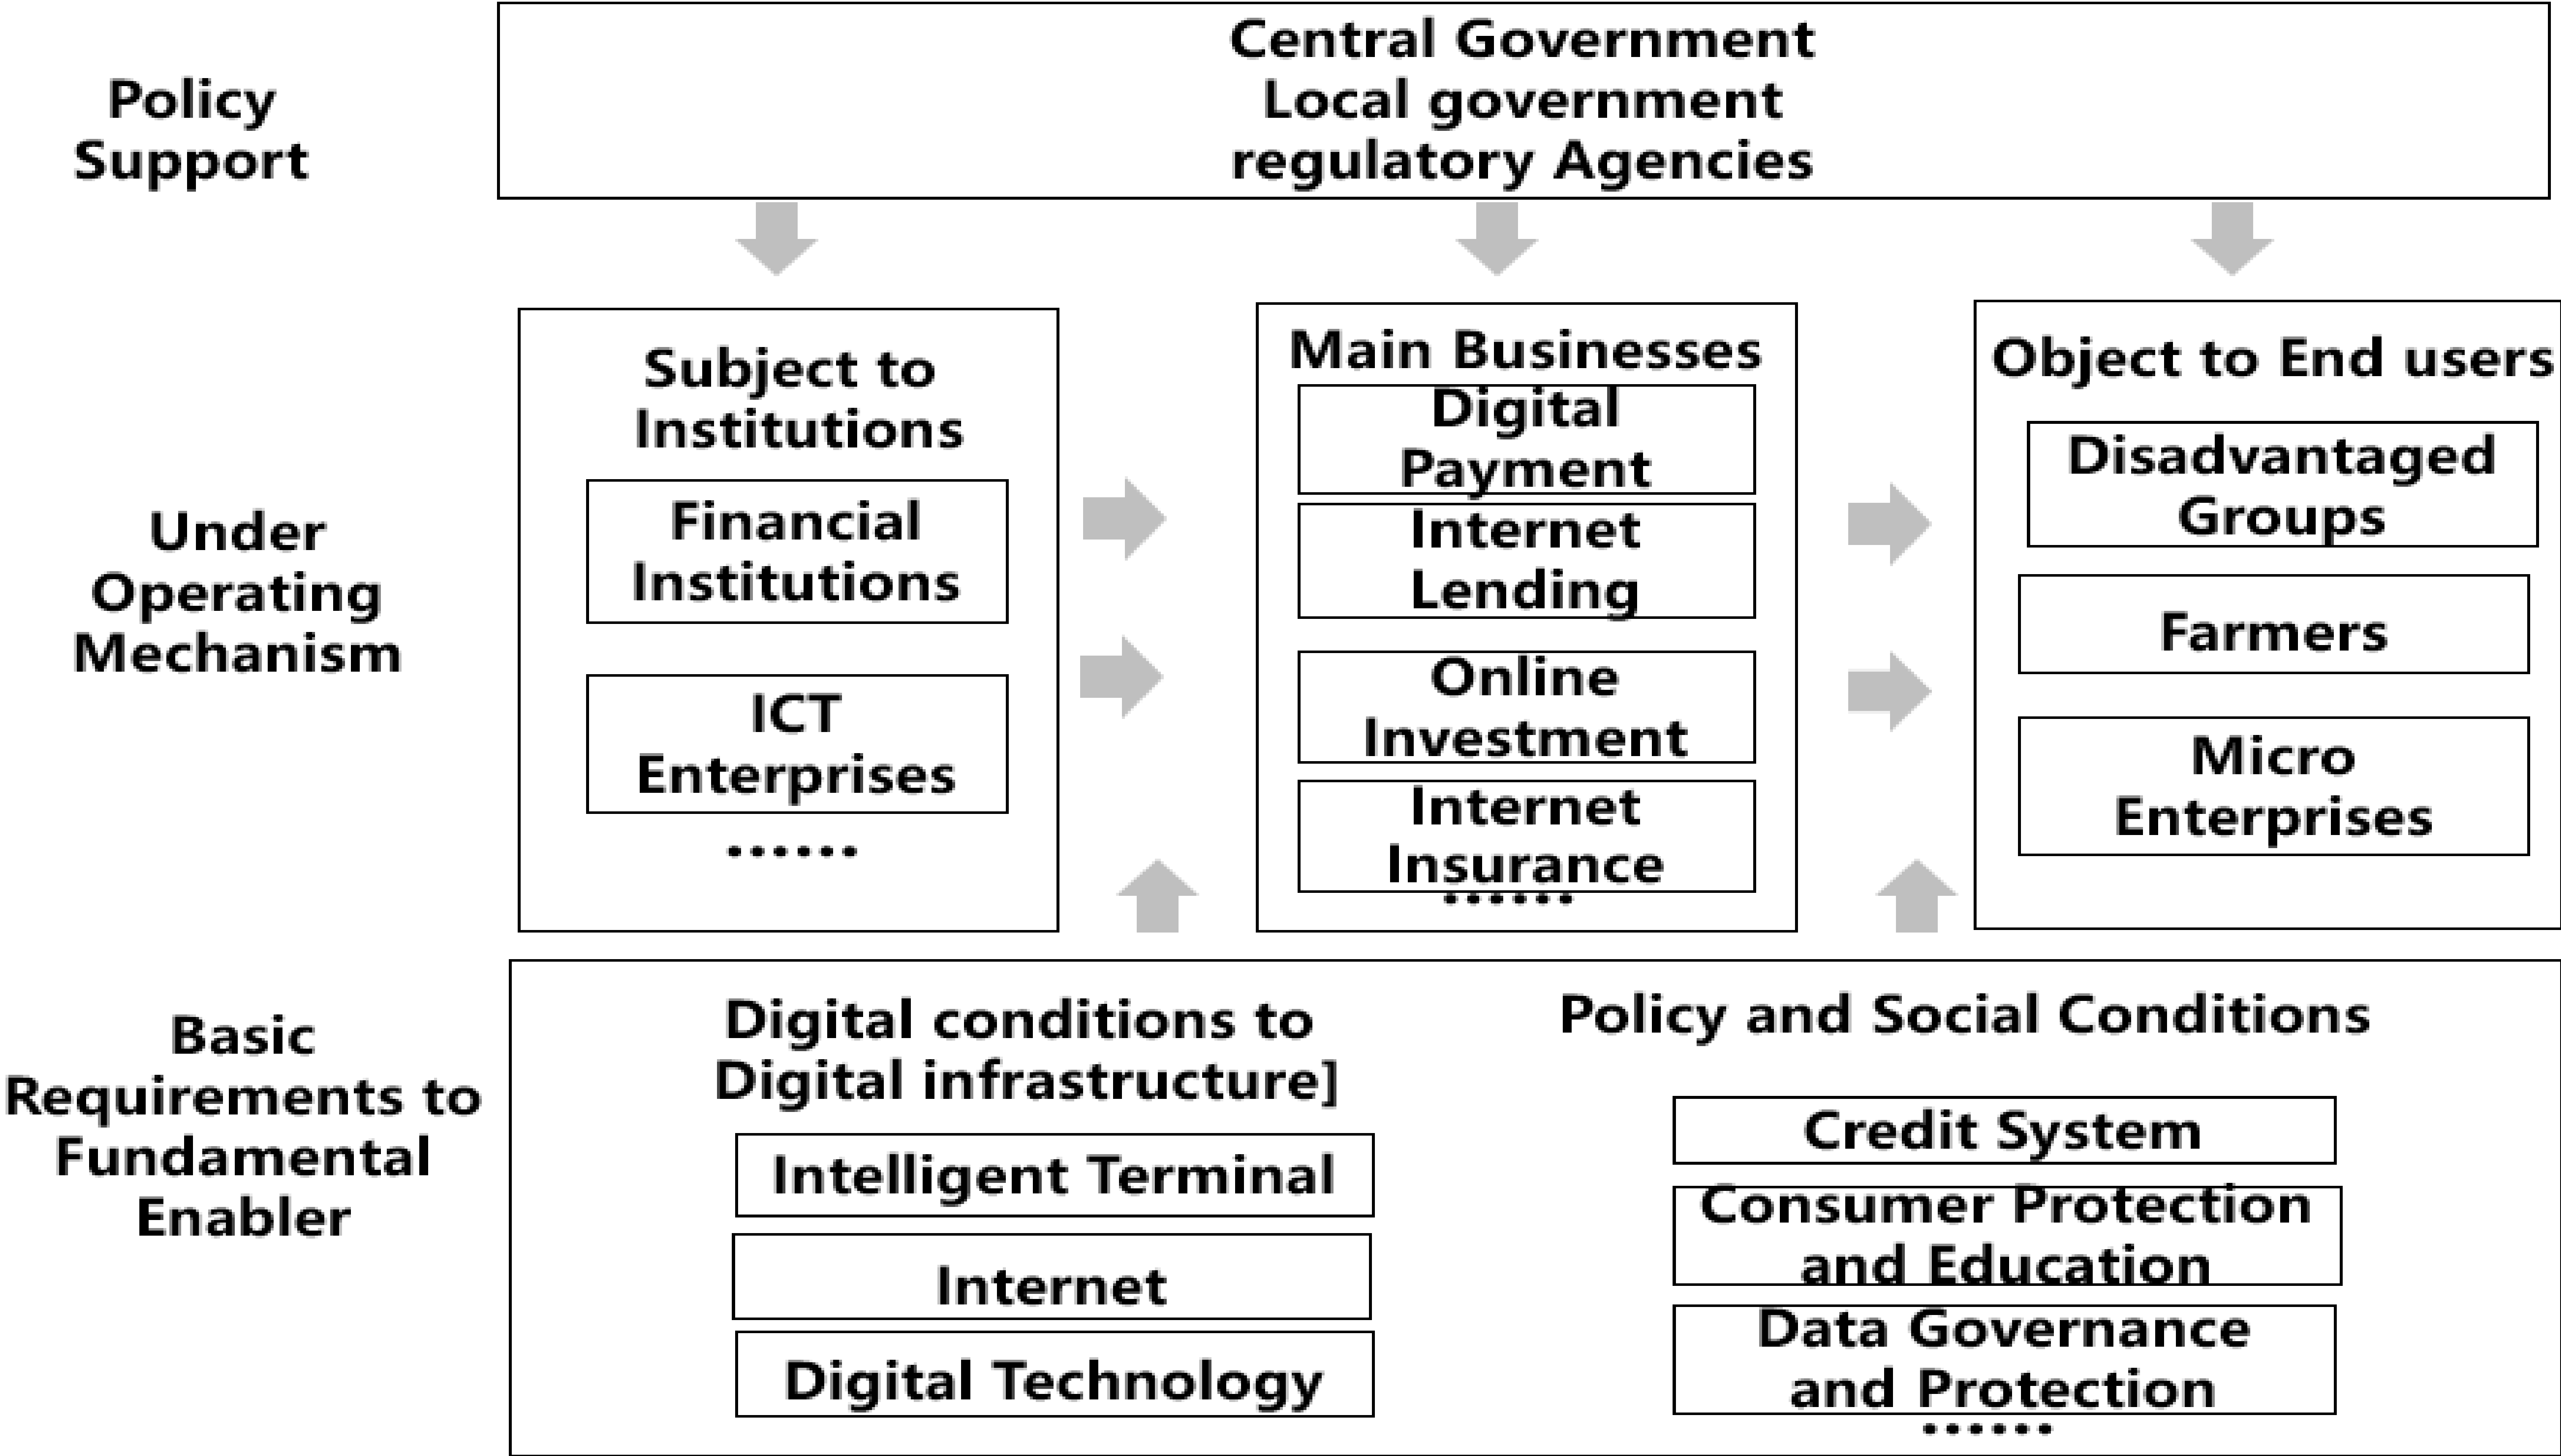 Policy
Support
Central Government
Local government
regulatory Agencies
Under
Operating
Mechanism
Subject to
Institutions
Financial
Institutions
ICT
Enterprises
......
Main Businesses
Digital
Payment
Internet
Lending
Online
Investment
Internet
Insurance
......
Object to End users
Disadvantaged
Groups
Farmers
Micro
Enterprises
Basic
Requirements to
Fundamental
Enabler
Digital conditions to
Digital infrastructure]
Intelligent Terminal
Internet
Digital Technology
Policy and Social Conditions
Credit System
Consumer Protection
and Education
Data Governance
and Protection
......